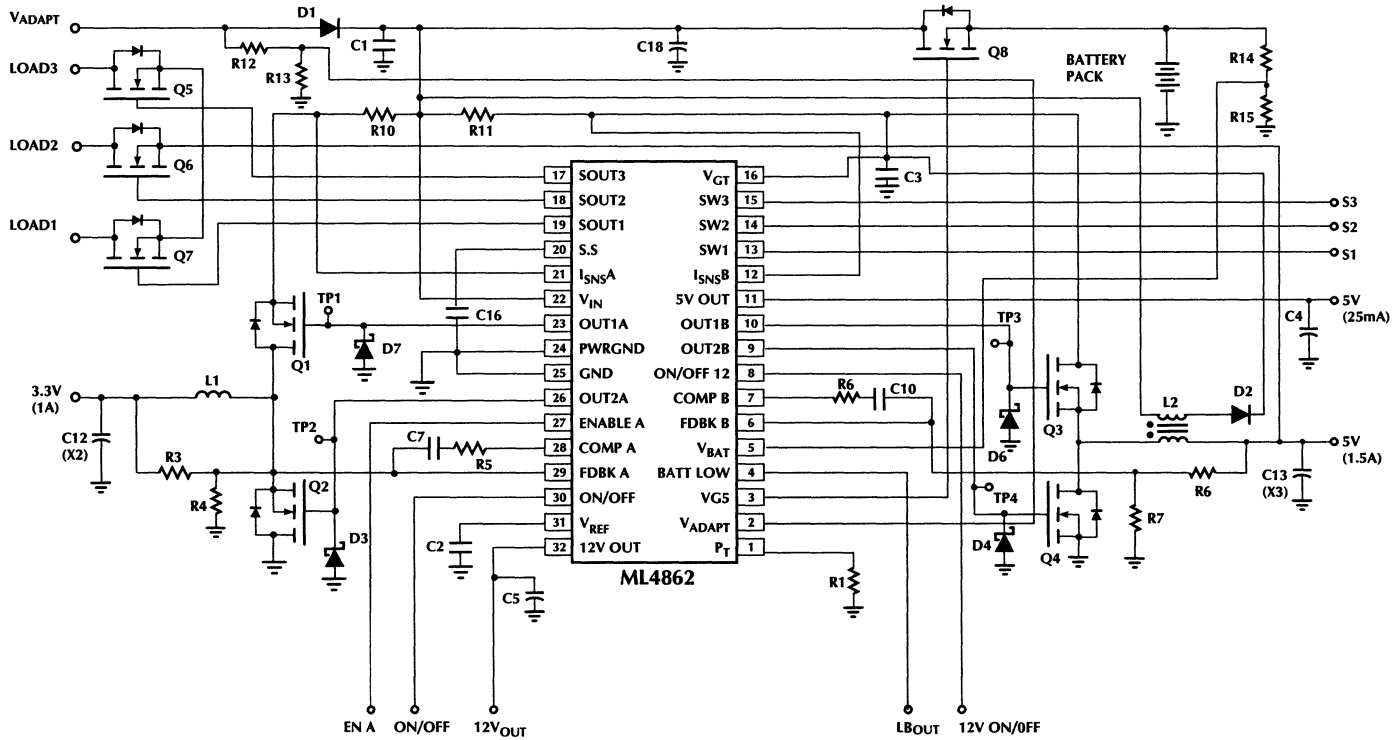 VADAPT
D1
C1
C18
Q8
BATTERY
PACK
R14
R15
R12
R13
LOAD3
Q5
R10
R11
LOAD2
Q6
C3
LOAD1
Q7
17 SOUT3
18 SOUT2
19 SOUT1
20 S.S
21 ISNSA
22 VIN
23 OUT1A
24 PWRGND
25 GND
26 OUT2A
27 ENABLE A
28 COMP A
29 FDBK A
30 ON/OFF
31 VREF
32 12V OUT
VGT 16
SW3 15
SW2 14
SW1 13
ISNSB 12
5V OUT 11
OUT1B 10
OUT2B 9
ON/OFF 12 8
COMP B 7
FDBK B 6
VBAT 5
BATT LOW 4
VG5 3
VADAPT 2
PT 1
ML4862
S3
S2
S1
5V
(25mA)
C4
TP1
C16
D7
Q1
TP3
Q3
D6
L2
D2
5V
(1.5A)
C13
(X3)
R6
C10
R6
R7
TP4
D4
Q4
3.3V
(1A)
L1
C12
(X2)
TP2
C7
R5
R3
R4
Q2
D3
C2
C5
R1
EN A
ON/OFF
12VOUT
LBOUT
12V ON/0FF